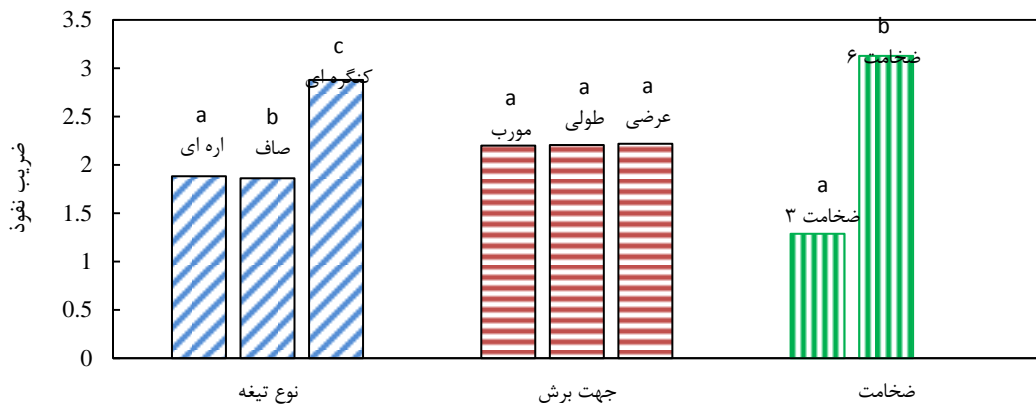 3.5
3
2.5
2
1.5
1
0.5
0
ضریب نفوذ
a
اره ای
b
صاف
c
کنگره ای
a
مورب
a
طولی
a
عرضی
a
ضخامت ۳
b
ضخامت ۶
نوع تیغه
جهت برش
ضخامت